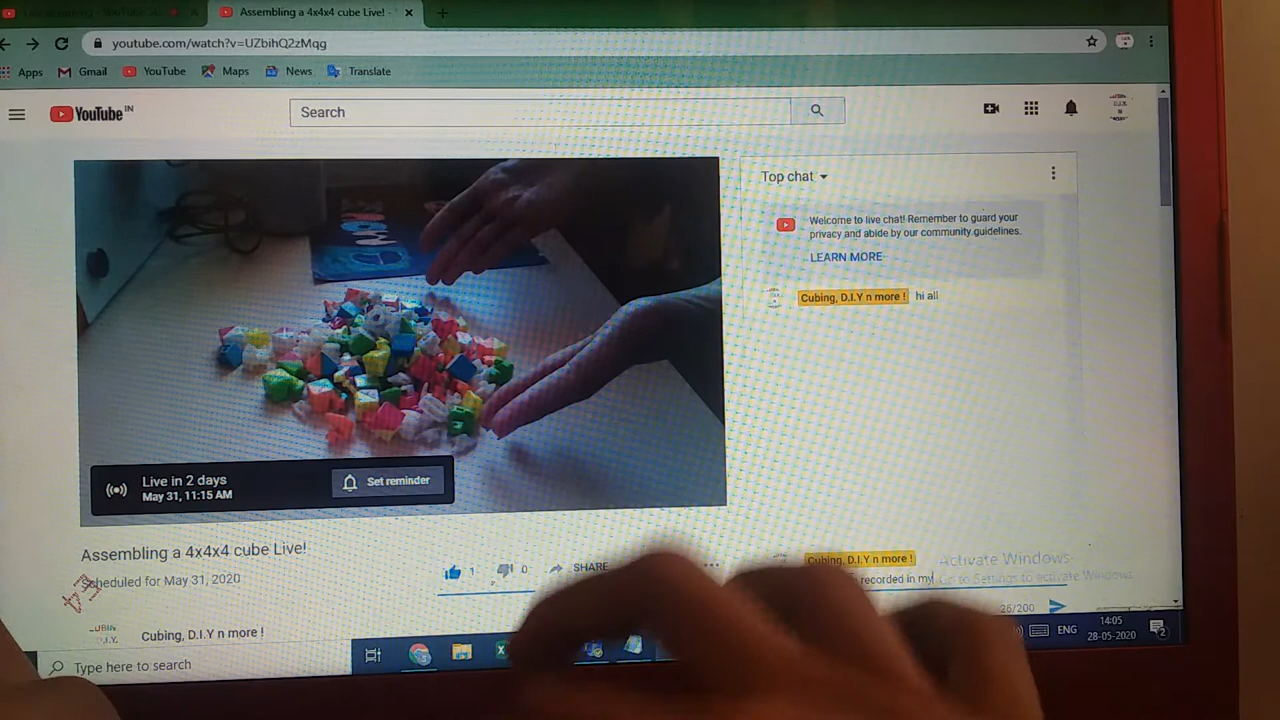 Assembling a 4x4x4 cube Live! -
youtube.com/watch?v=UZbihQ2zMqg
Apps Gmail YouTube Maps News Translate
YouTube IN
Search
Top chat
Welcome to live chat! Remember to guard your
privacy and abide by our community guidelines.
LEARN MORE
Cubing, D.I.Y n more ! hi all
Live in 2 days
May 31, 11:15 AM
Set reminder
Assembling a 4x4x4 cube Live!
Scheduled for May 31, 2020
1 0 SHARE
Cubing, D.I.Y n more !
recorded in my
26/200
Activate Windows
Go to Settings to activate Windows
Cubing, D.I.Y n more !
Type here to search
ENG
14:05
28-05-2020
2